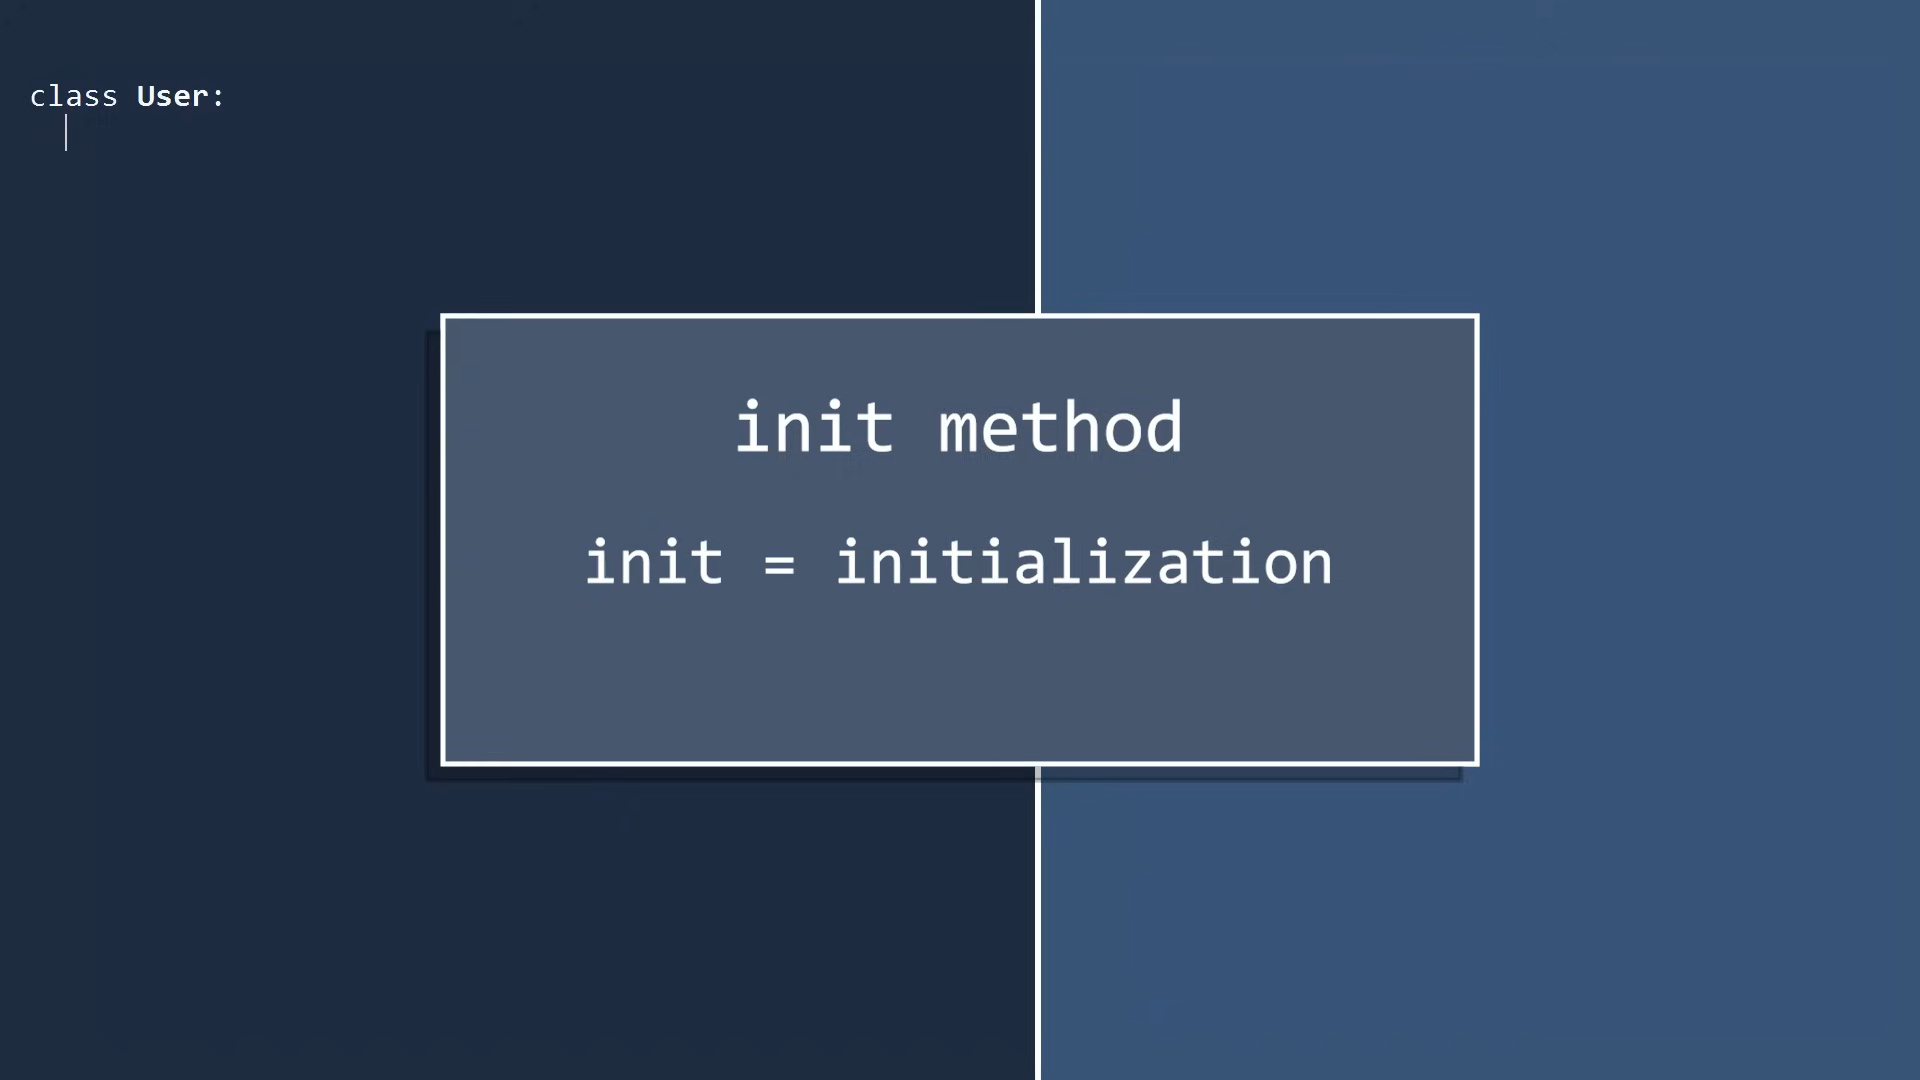 class User:
init method
init = initialization